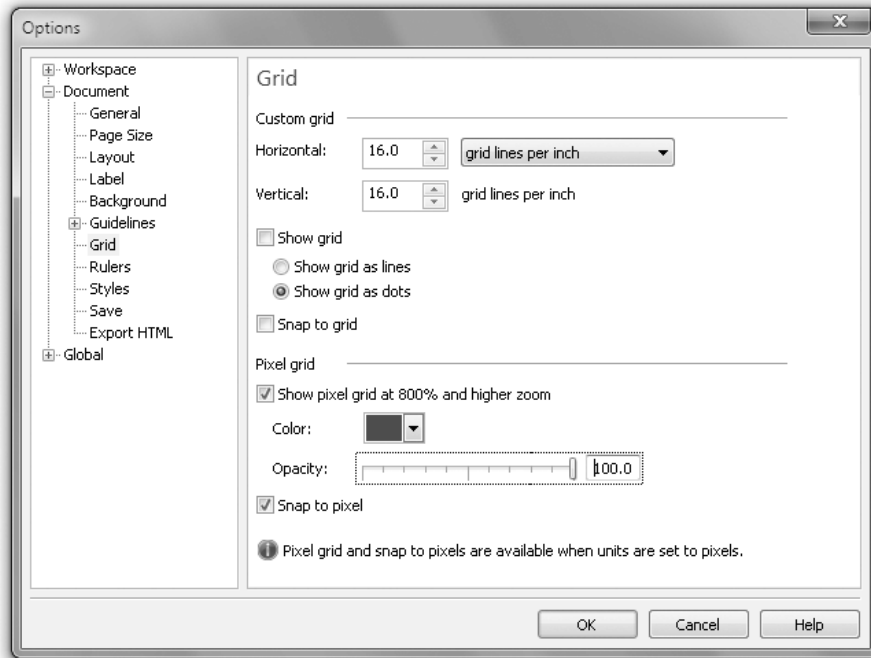 Options
Workspace
Document
General
Page Size
Layout
Label
Background
Guidelines
Grid
Rulers
Styles
Save
Export HTML
Global
Grid
Custom grid
Horizontal: 16.0 grid lines per inch
Vertical: 16.0 grid lines per inch
Show grid
Show grid as lines
Show grid as dots
Snap to grid
Pixel grid
Show pixel grid at 800% and higher zoom
Color:
Opacity: 100.0
Snap to pixel
Pixel grid and snap to pixels are available when units are set to pixels.
OK Cancel Help